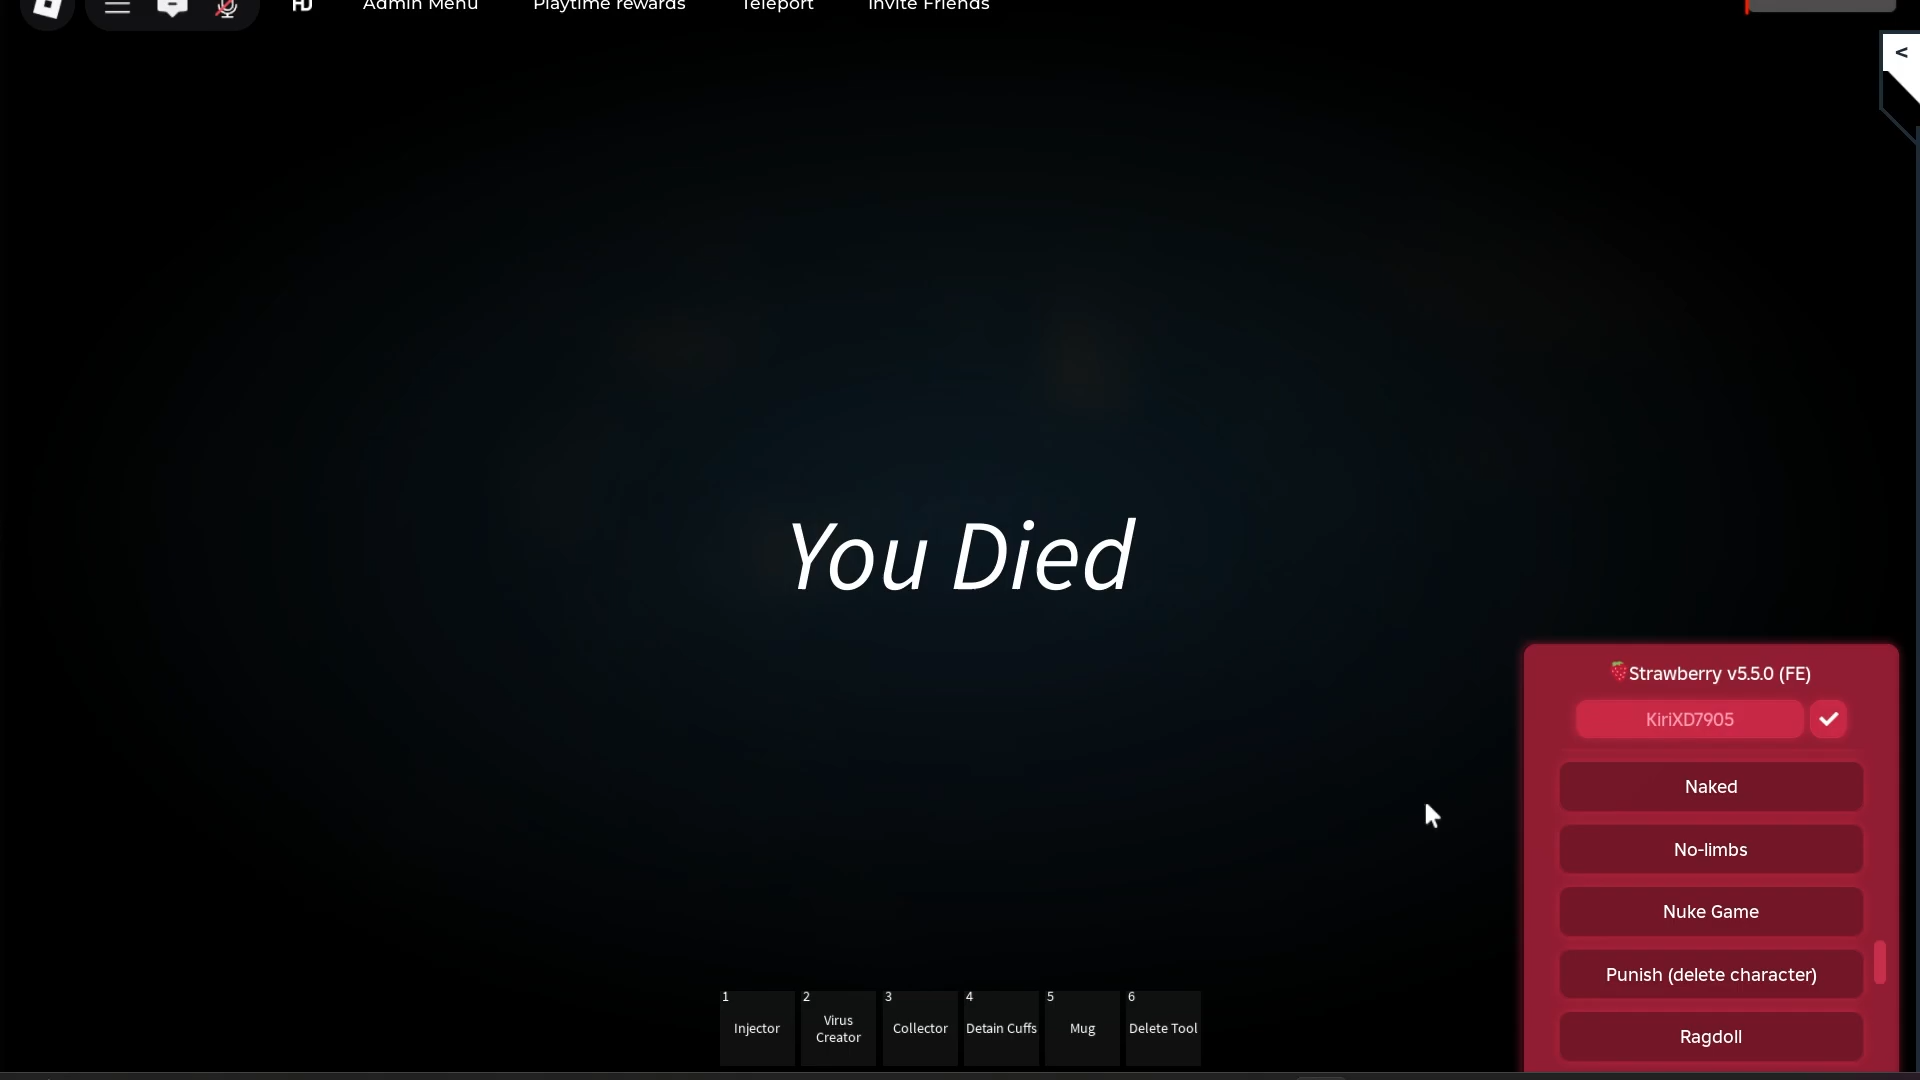 HD Admin Menu Playtime rewards Teleport Invite Friends
<
You Died
🍓Strawberry v5.5.0 (FE)
KiriXD7905
Naked
No-limbs
Nuke Game
Punish (delete character)
Ragdoll
1 2 3 4 5 6
Injector
Virus
Creator
Collector
Detain Cuffs
Mug
Delete Tool